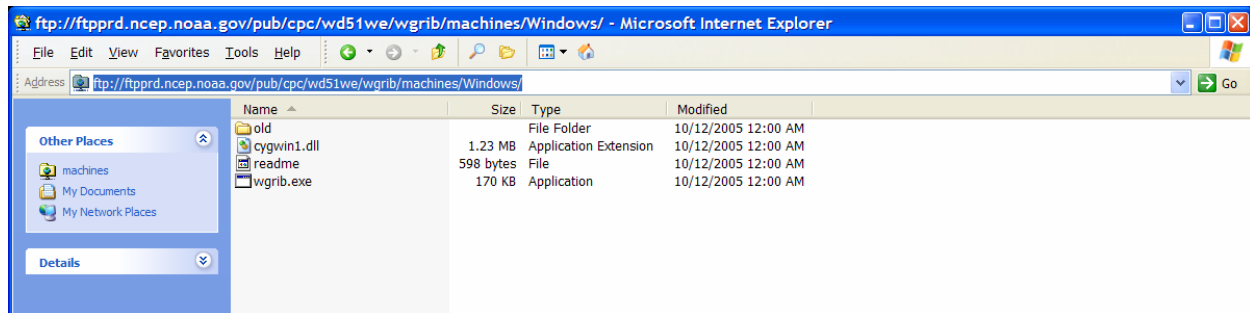 ftp://ftpprd.ncep.noaa.gov/pub/cpc/wd51we/wgrib/machines/Windows/ - Microsoft Internet Explorer
File Edit View Favorites Tools Help
Address ftp://ftpprd.ncep.noaa.gov/pub/cpc/wd51we/wgrib/machines/Windows/ Go
Name Size Type Modified
old File Folder 10/12/2005 12:00 AM
Other Places cygwin1.dll 1.23 MB Application Extension 10/12/2005 12:00 AM
readme 598 bytes File 10/12/2005 12:00 AM
machines wgrib.exe 170 KB Application 10/12/2005 12:00 AM
My Documents
My Network Places
Details